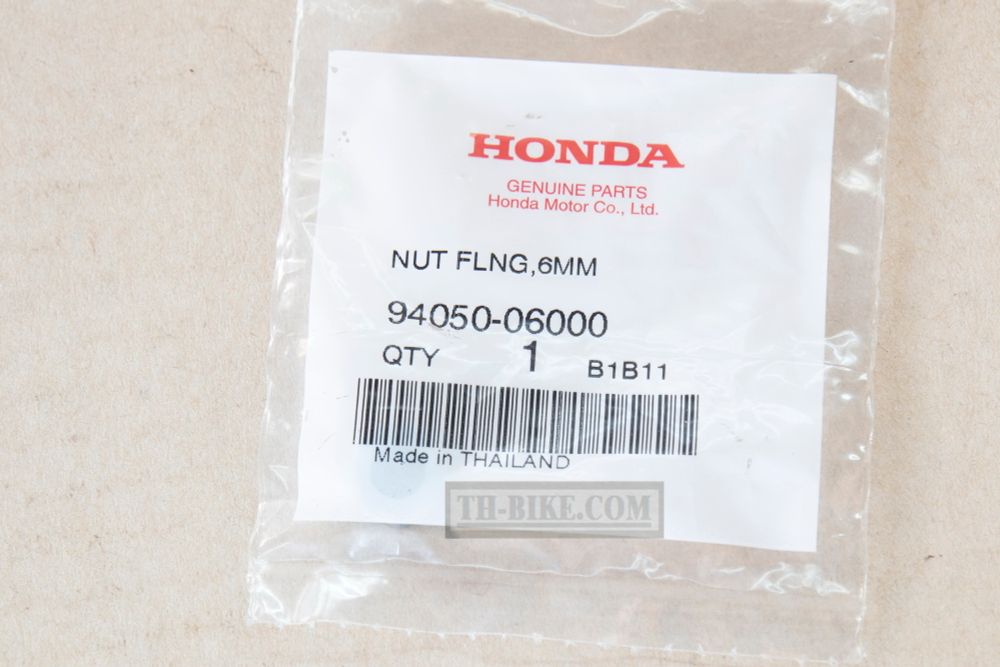 HONDA
GENUINE PARTS
Honda Motor Co., Ltd.
NUT FLNG,6MM
94050-06000
QTY 1 B1B11
Made in THAILAND
TH-BIKE.COM